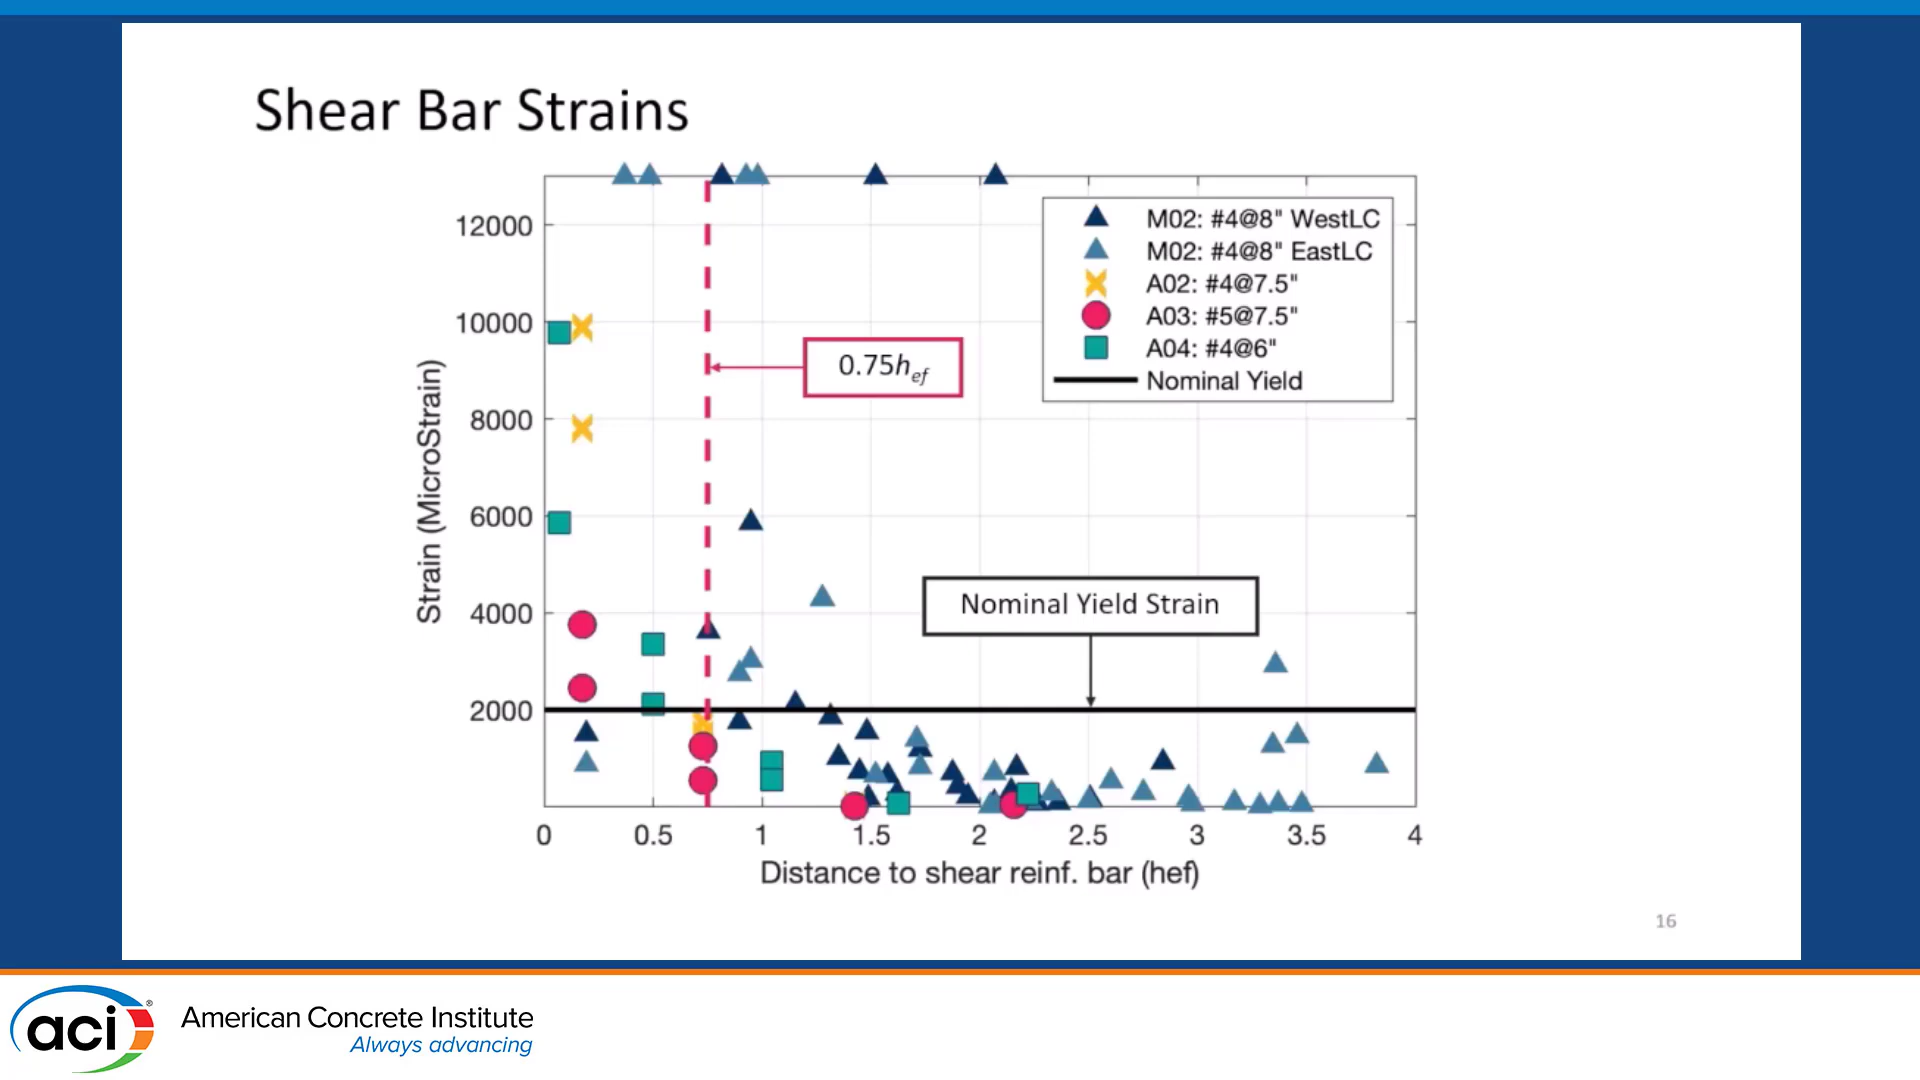 Shear Bar Strains
12000
10000
8000
6000
4000
2000
Strain (MicroStrain)
M02: #4@8" WestLC
M02: #4@8" EastLC
A02: #4@7.5"
A03: #5@7.5"
A04: #4@6"
Nominal Yield
0.75hef
Nominal Yield Strain
0 0.5 1 1.5 2 2.5 3 3.5 4
Distance to shear reinf. bar (hef)
16
aci®
American Concrete Institute
Always advancing